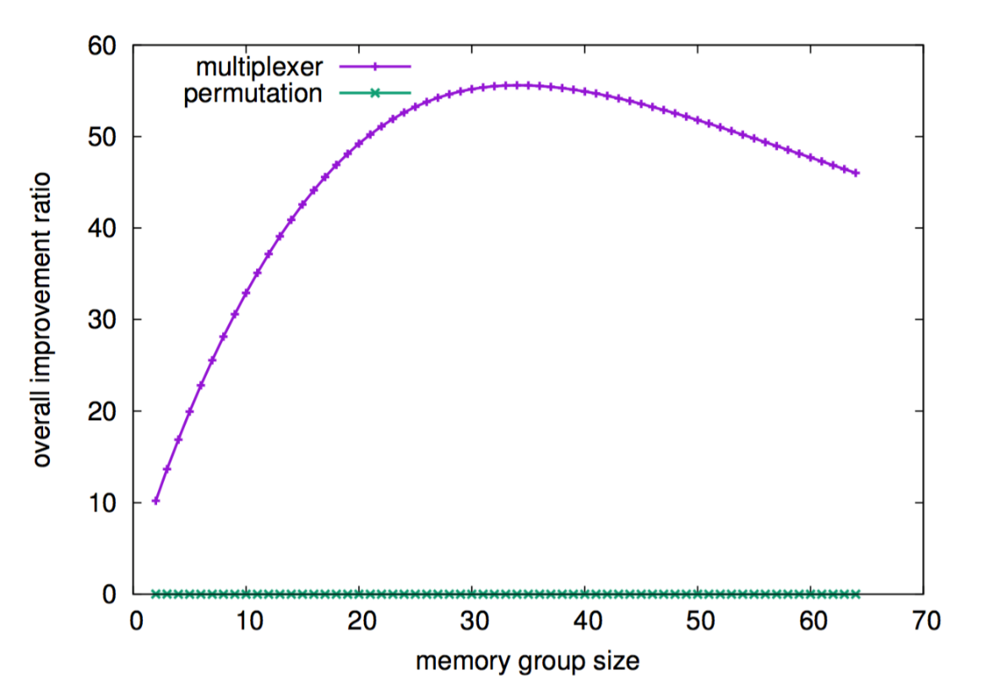 60
50
40
30
20
10
0
overall improvement ratio
multiplexer
permutation
0 10 20 30 40 50 60 70
memory group size